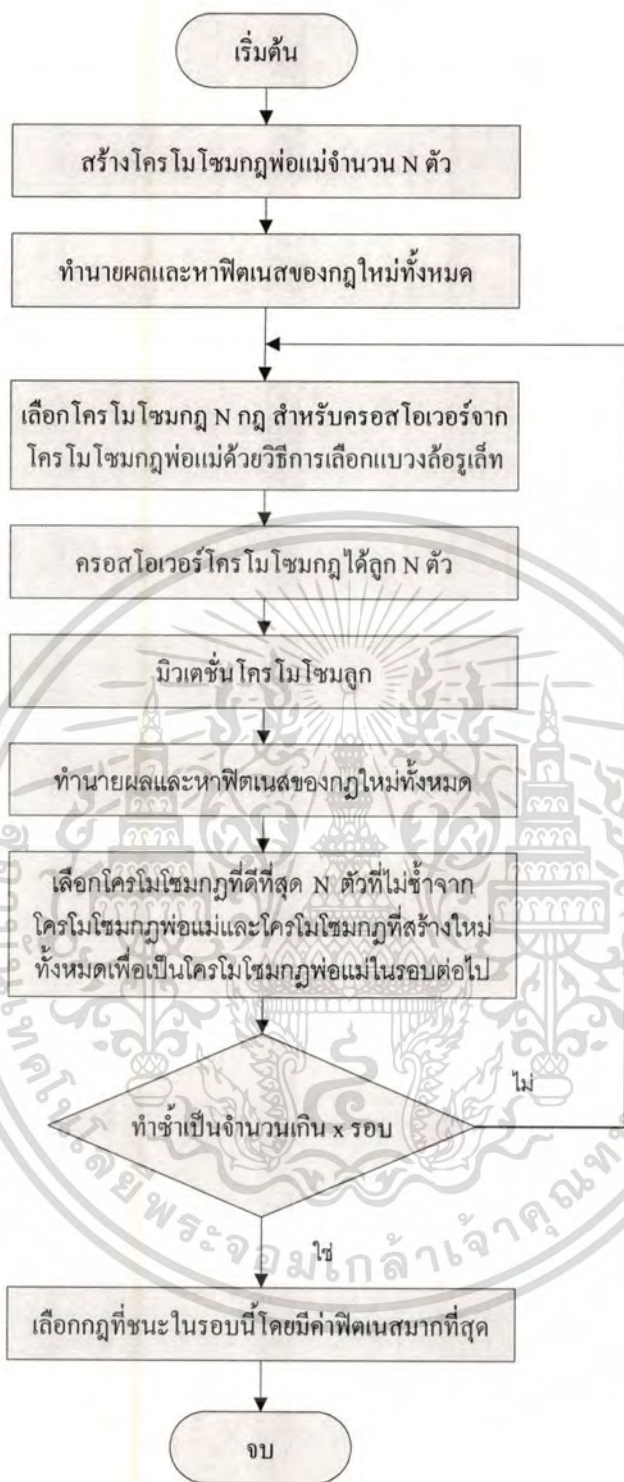 เริ่มต้น
สร้างโครโมโซมกฎพ่อแม่จำนวน N ตัว
ทำนายผลและหาฟิตเนสของกฎใหม่ทั้งหมด
เลือกโครโมโซมกฎ N กฎ สำหรับครอสโอเวอร์จาก
โครโมโซมกฎพ่อแม่ด้วยวิธีการเลือกแบบวงล้อรูเล็ท
ครอสโอเวอร์โครโมโซมกฎได้ลูก N ตัว
มิวเตชั่นโครโมโซมลูก
ทำนายผลและหาฟิตเนสของกฎใหม่ทั้งหมด
เลือกโครโมโซมกฎที่ดีที่สุด N ตัวที่ไม่ซ้ำจาก
โครโมโซมกฎพ่อแม่และโครโมโซมกฎที่สร้างใหม่
ทั้งหมดเพื่อเป็นโครโมโซมกฎพ่อแม่ในรอบต่อไป
ไม่
ทำซ้ำเป็นจำนวนเกิน x รอบ
ใช่
เลือกกฎที่ชนะในรอบนี้โดยมีค่าฟิตเนสมากที่สุด
จบ